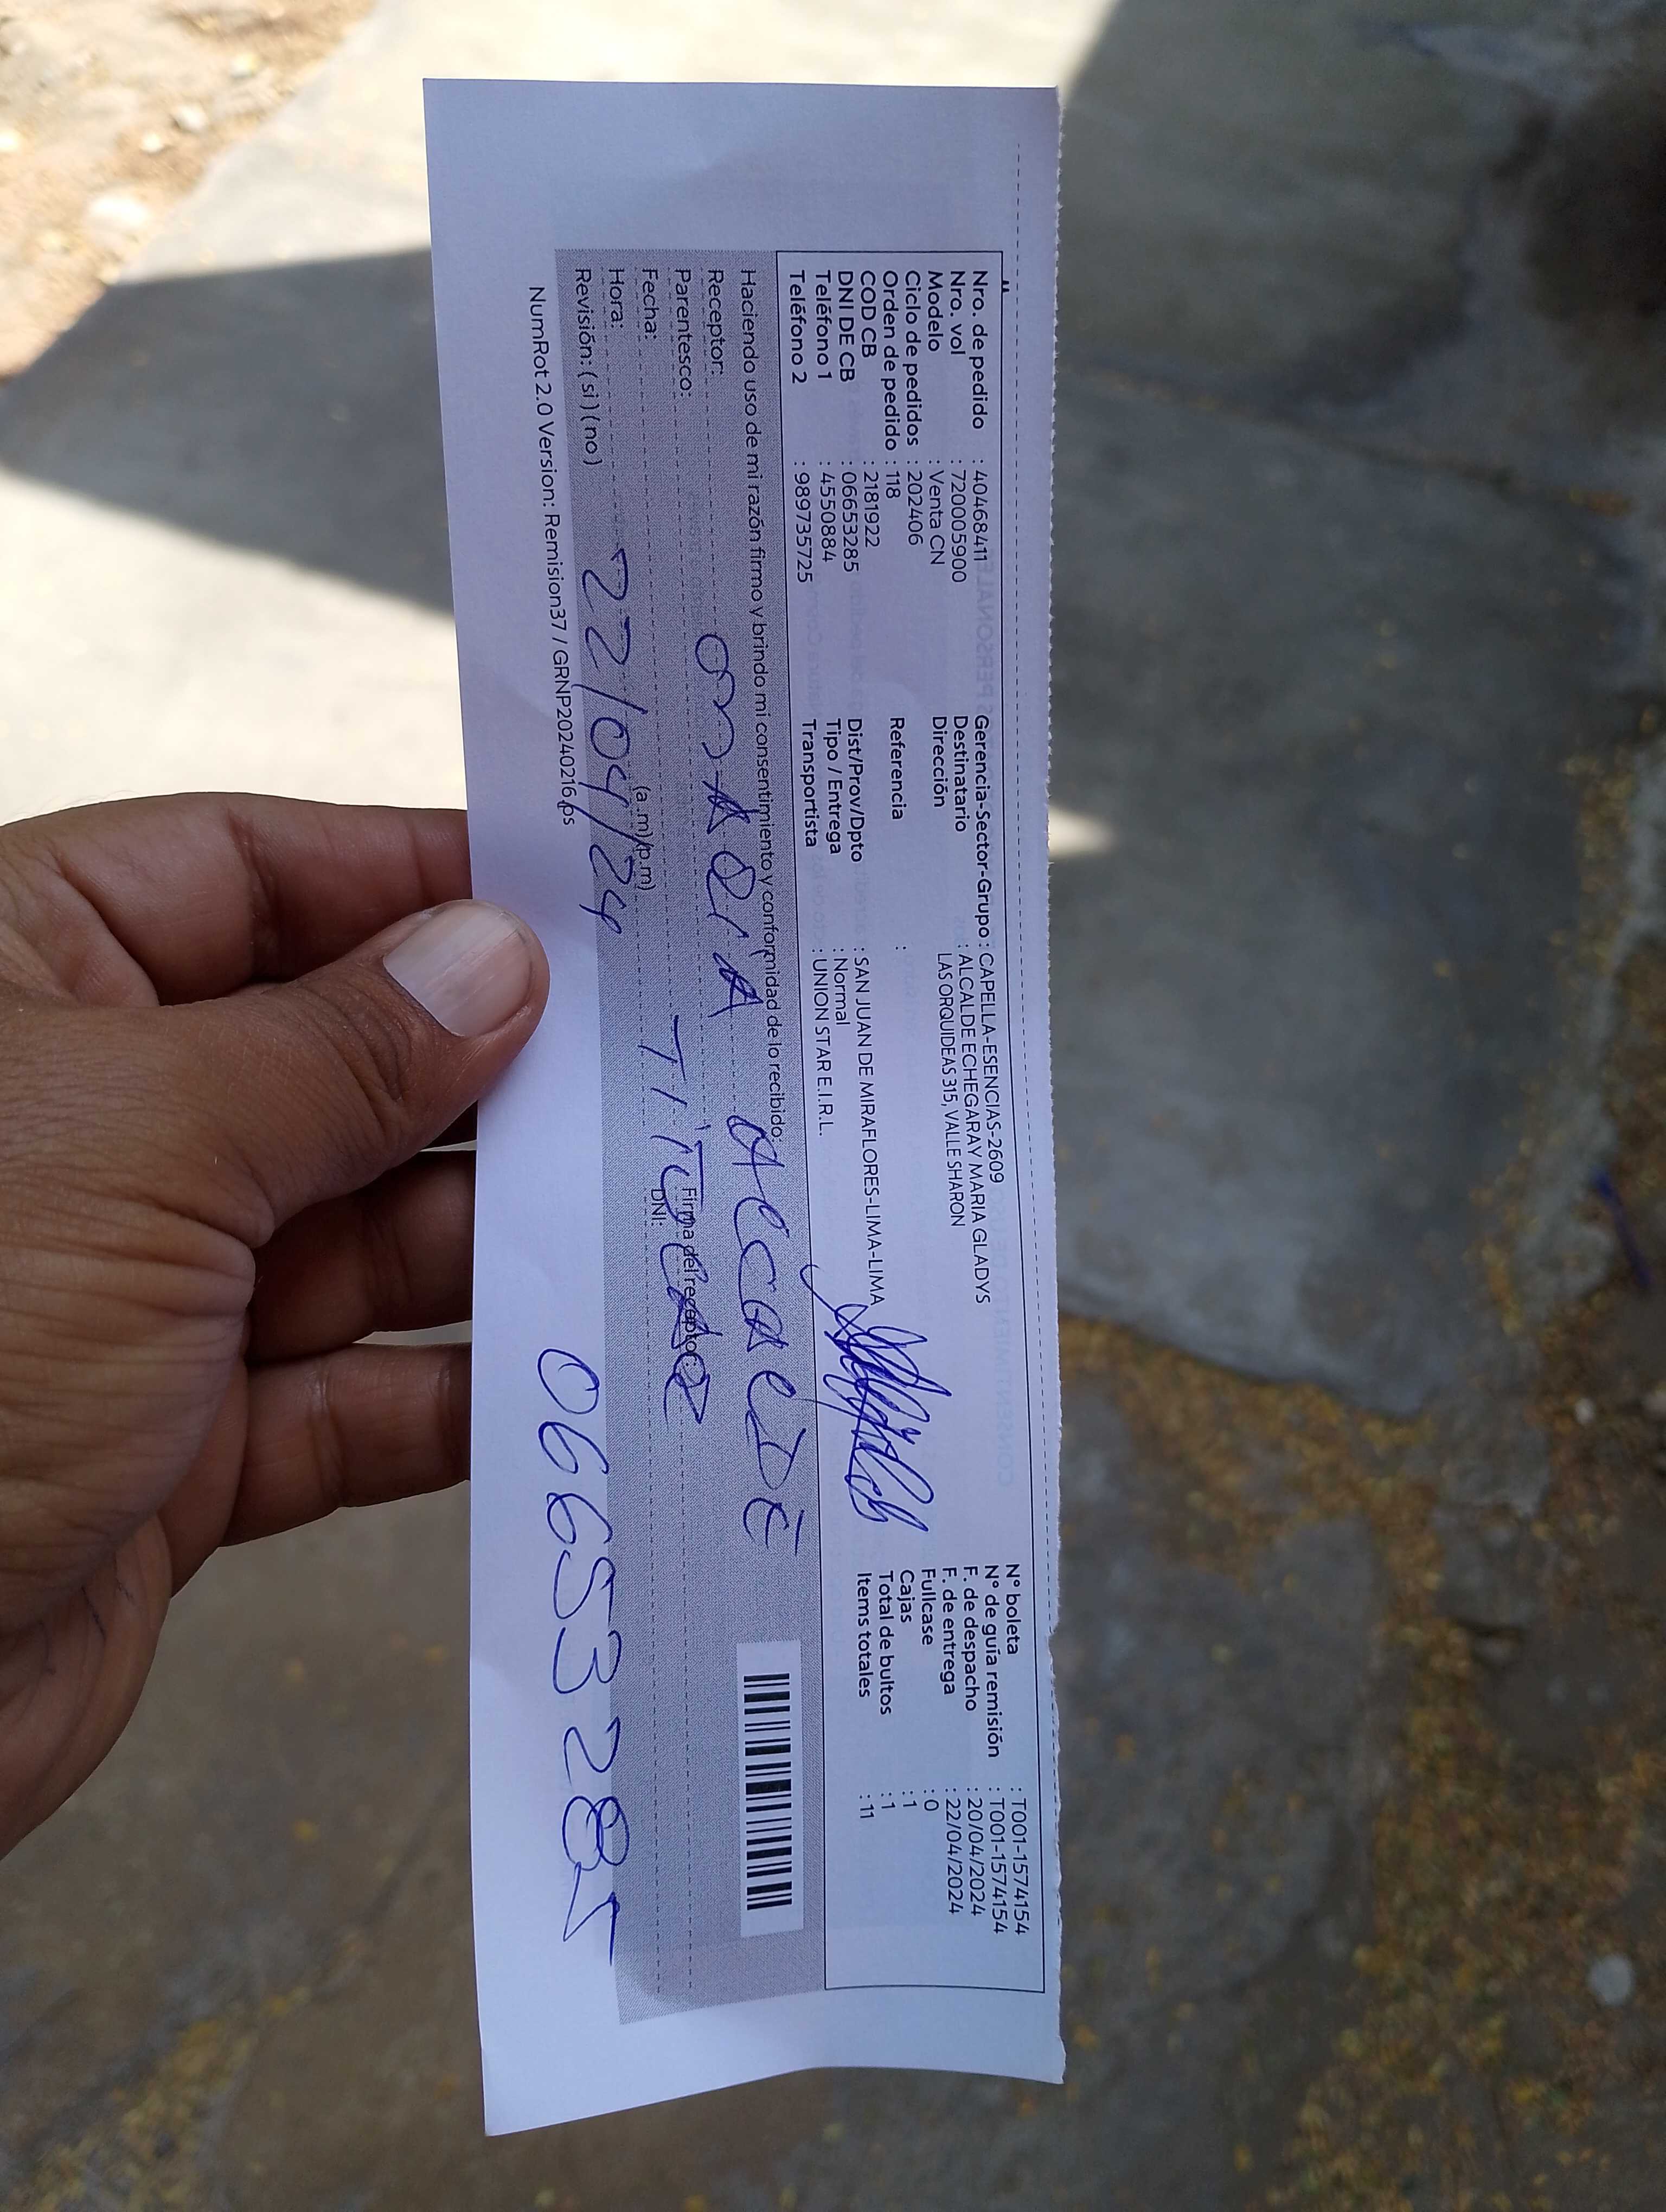 Nro. de pedido : 404684411
Nro. vol : 720005900
Modelo : Venta CN
Ciclo de pedidos : 202406
Orden de pedido : 118
COD CB : 2181922
DNI DE CB : 06653285
Teléfono 1 : 4550884
Teléfono 2 : 989735725
Gerencia-Sector-Grupo : CAPELLA-ESENCIAS-2609
Destinatario : ALCALDE ECHEGARAY MARIA GLADYS
Dirección LAS ORQUIDEAS 315, VALLE SHARON
Referencia :
Dist/Prov/Dpto : SAN JUAN DE MIRAFLORES-LIMA-LIMA
Tipo / Entrega : Normal
Transportista : UNION STAR E.I.R.L.
N° boleta : T001-1574154
N° de guía remisión : T001-1574154
F. de despacho : 20/04/2024
F. de entrega : 22/04/2024
Fullcase : 0
Cajas : 1
Total de bultos : 1
Items totales : 11
Haciendo uso de mi razón firmo y brindo mi consentimiento y conformidad de lo recibido.
Receptor:
Parentesco:
Fecha: 22/04/24
Hora: (a.m)(p.m)
Revisión: (si) (no)
Firma del receptor:
DNI: 06653285
NumRot 2.0 Version: Remision37 / GRNP20240216.ps